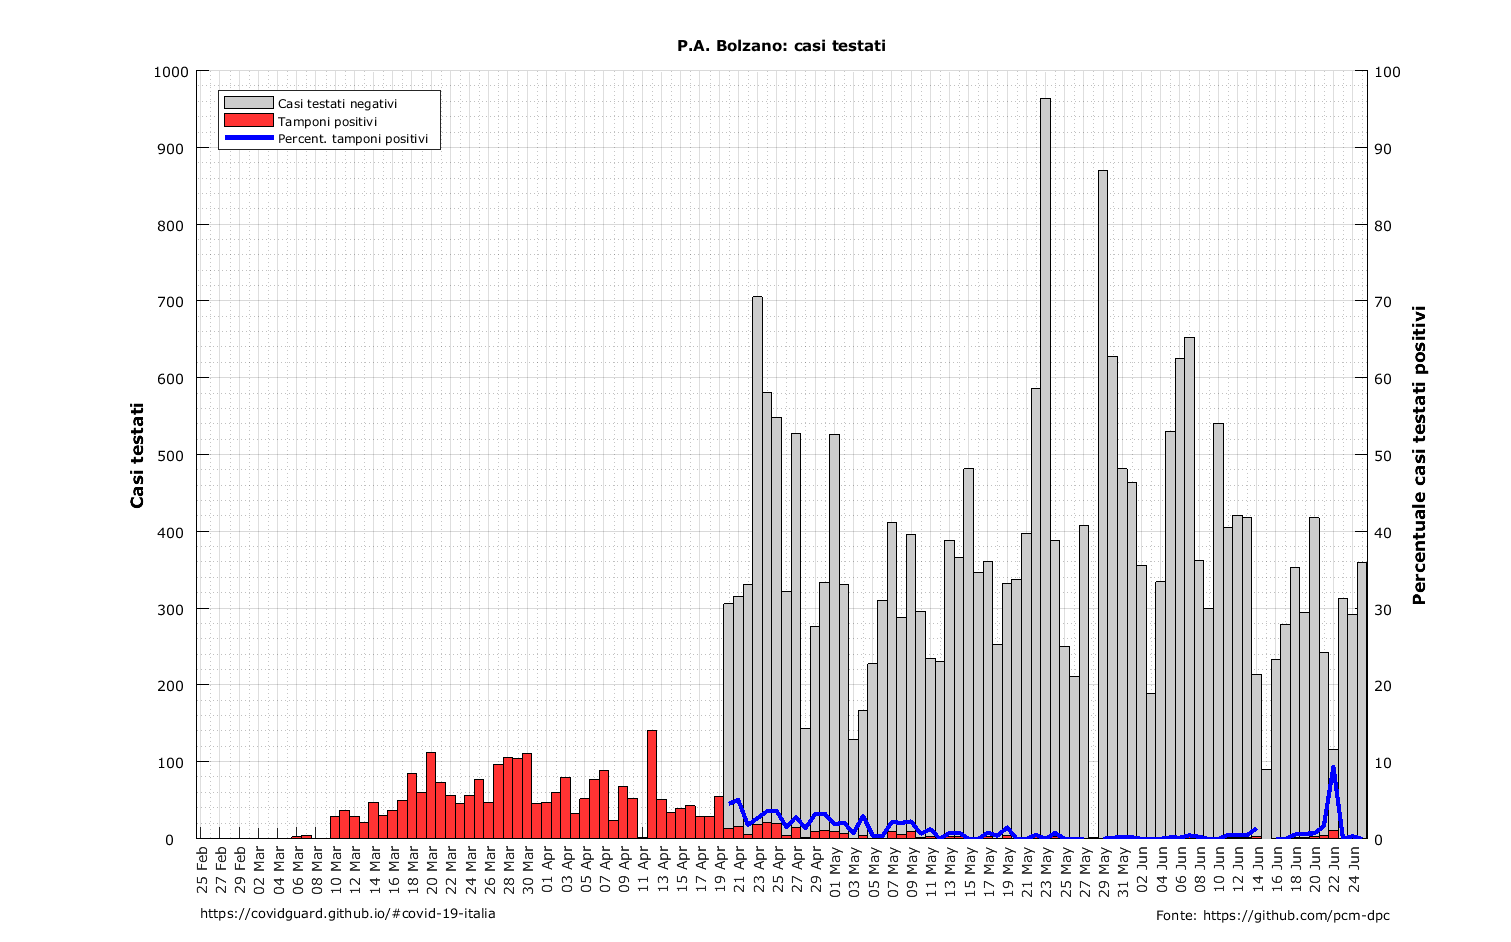 P.A. Bolzano: casi testati
1000
900
800
700
600
500
400
300
200
100
0
Casi testati
Casi testati negativi
Tamponi positivi
Percent. tamponi positivi
100
90
80
70
60
50
40
30
20
10
0
Percentuale casi testati positivi
25 Feb
27 Feb
29 Feb
02 Mar
04 Mar
06 Mar
08 Mar
10 Mar
12 Mar
14 Mar
16 Mar
18 Mar
20 Mar
22 Mar
24 Mar
26 Mar
28 Mar
30 Mar
01 Apr
03 Apr
05 Apr
07 Apr
09 Apr
11 Apr
13 Apr
15 Apr
17 Apr
19 Apr
21 Apr
23 Apr
25 Apr
27 Apr
29 Apr
01 May
03 May
05 May
07 May
09 May
11 May
13 May
15 May
17 May
19 May
21 May
23 May
25 May
27 May
29 May
31 May
02 Jun
04 Jun
06 Jun
08 Jun
10 Jun
12 Jun
14 Jun
16 Jun
18 Jun
20 Jun
22 Jun
24 Jun
https://covidguard.github.io/#covid-19-italia
Fonte: https://github.com/pcm-dpc